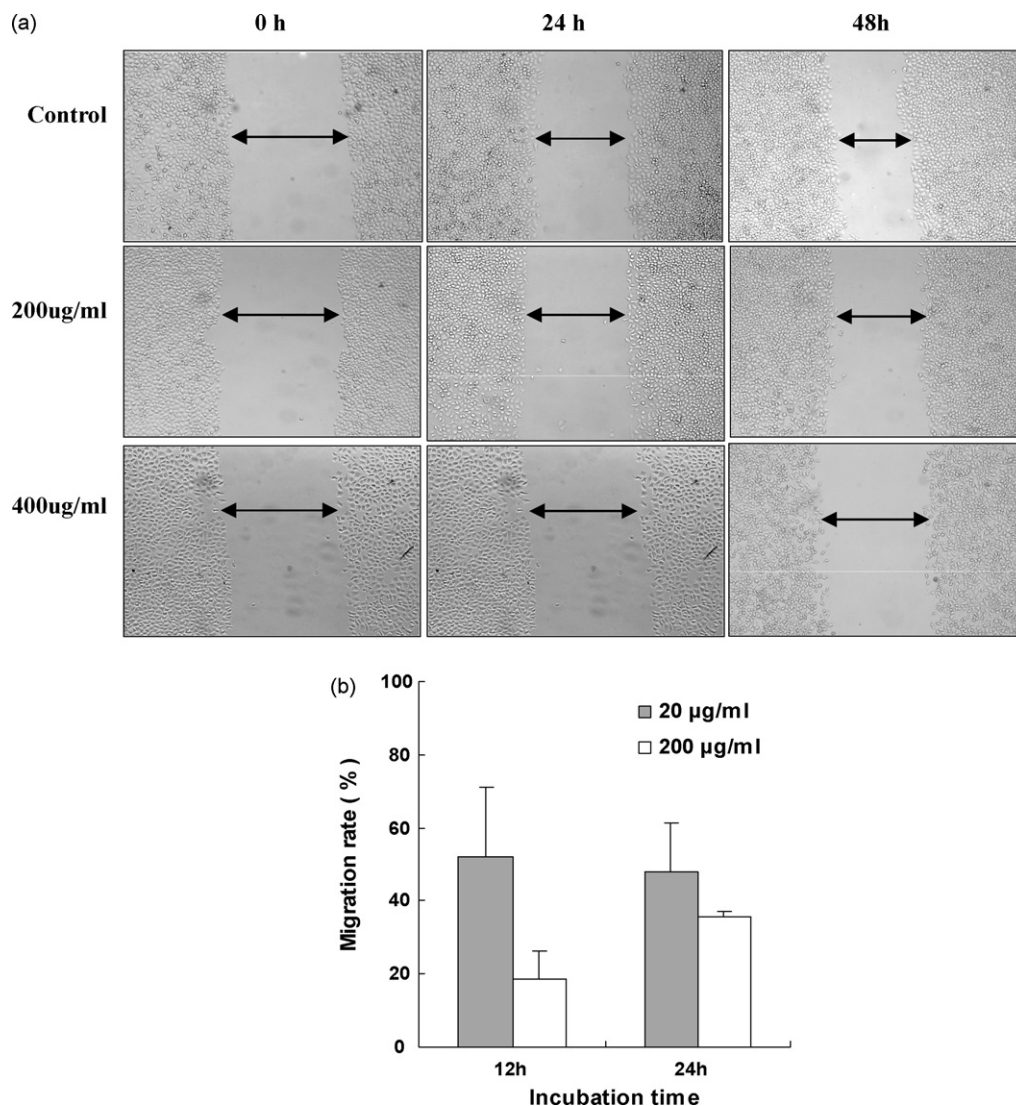 (a)
0 h 24 h 48h
Control
200ug/ml
400ug/ml
(b)
100
80
60
40
20
0
Migration rate ( % )
20 μg/ml
200 μg/ml
12h 24h
Incubation time